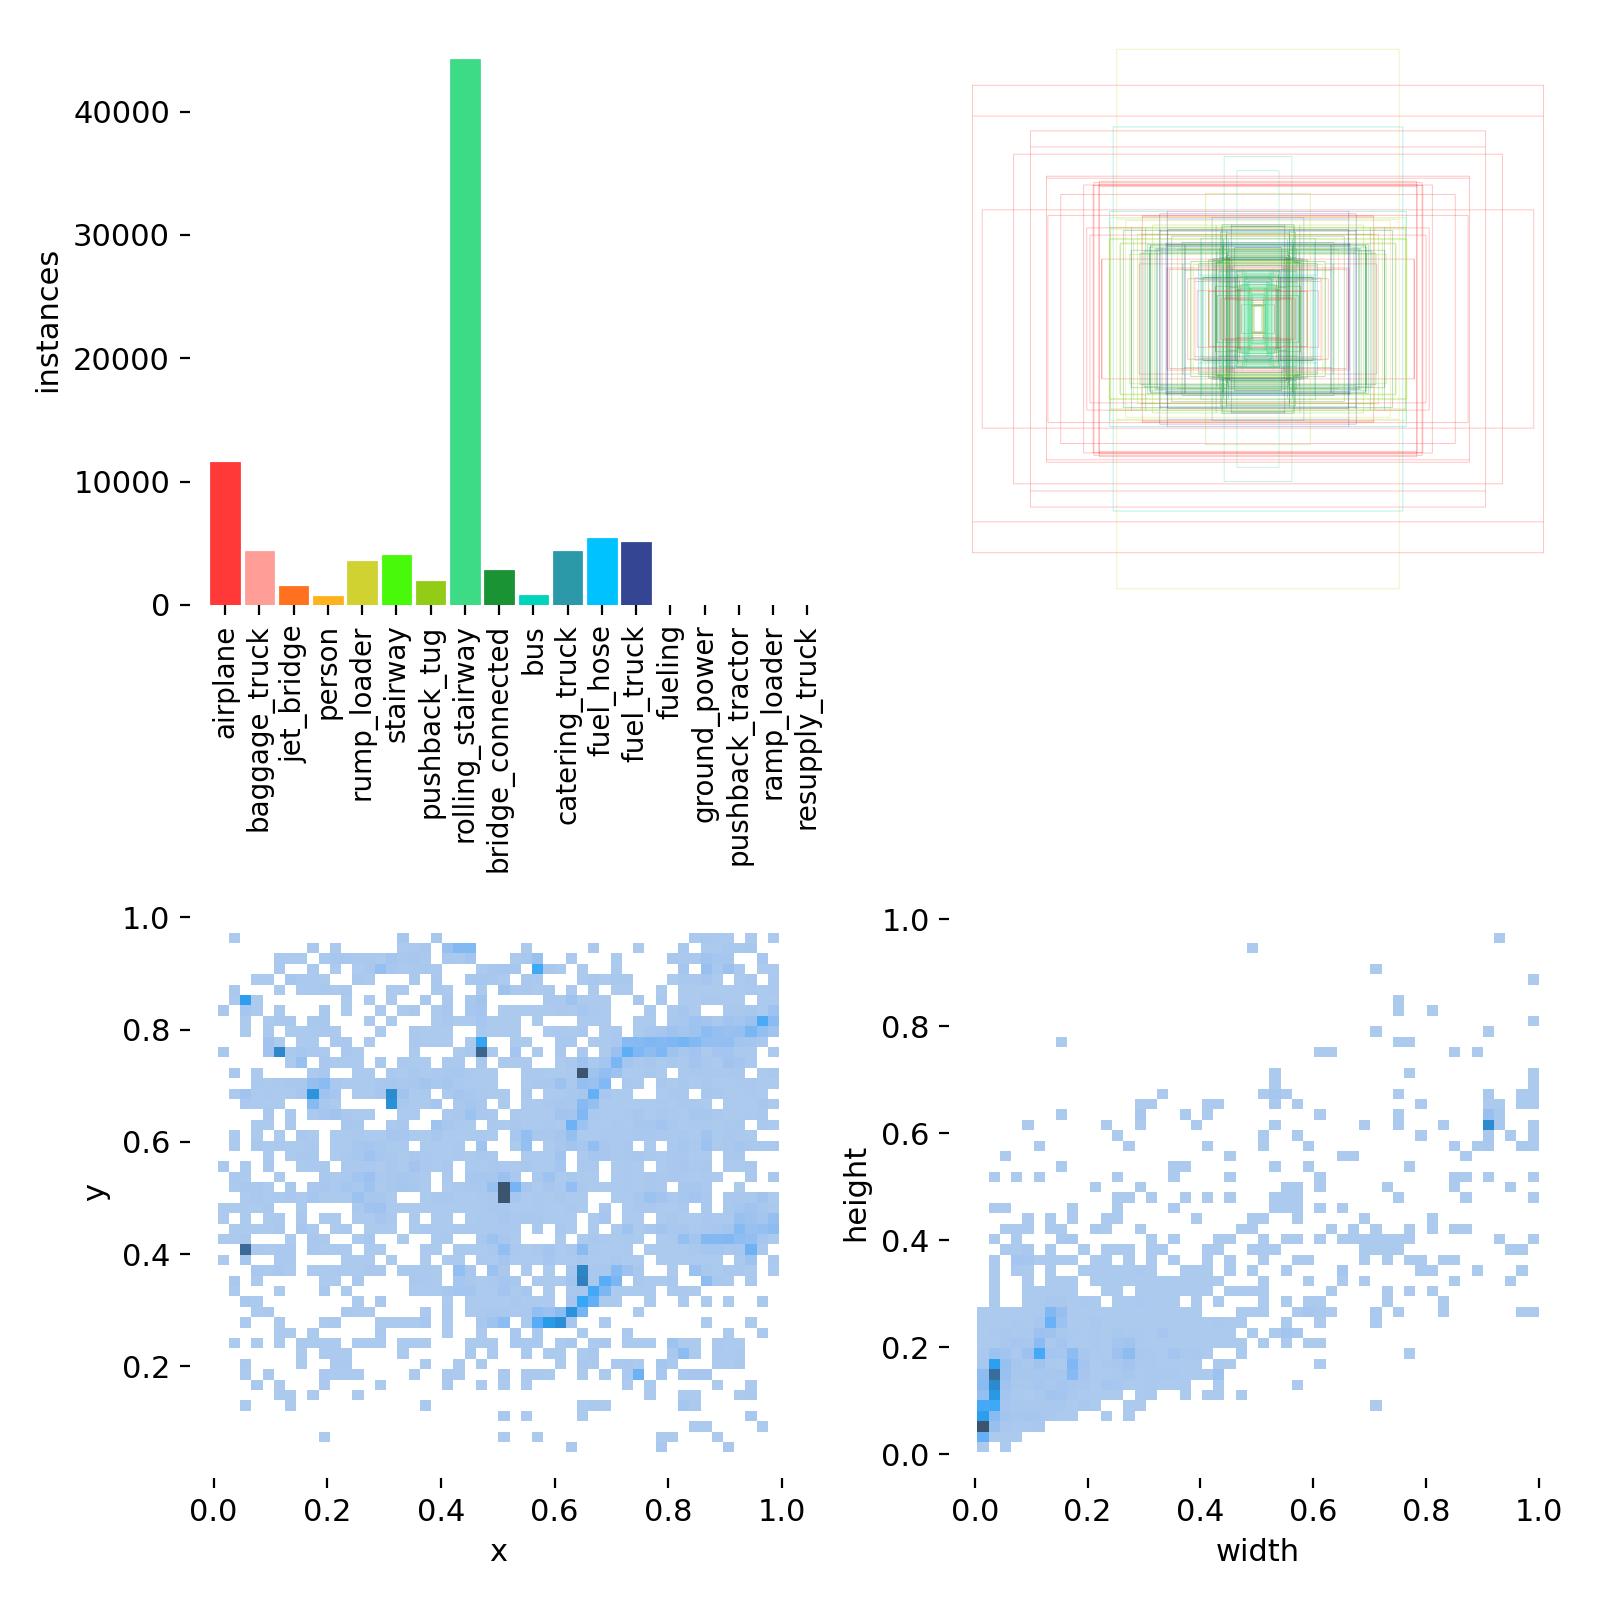 instances
40000
30000
20000
10000
0
airplane
baggage_truck
jet_bridge
person
rump_loader
stairway
pushback_tug
rolling_stairway
bridge_connected
bus
catering_truck
fuel_hose
fuel_truck
fueling
ground_power
pushback_tractor
ramp_loader
resupply_truck
y
1.0
0.8
0.6
0.4
0.2
0.0 0.2 0.4 0.6 0.8 1.0
x
height
1.0
0.8
0.6
0.4
0.2
0.0
0.0 0.2 0.4 0.6 0.8 1.0
width